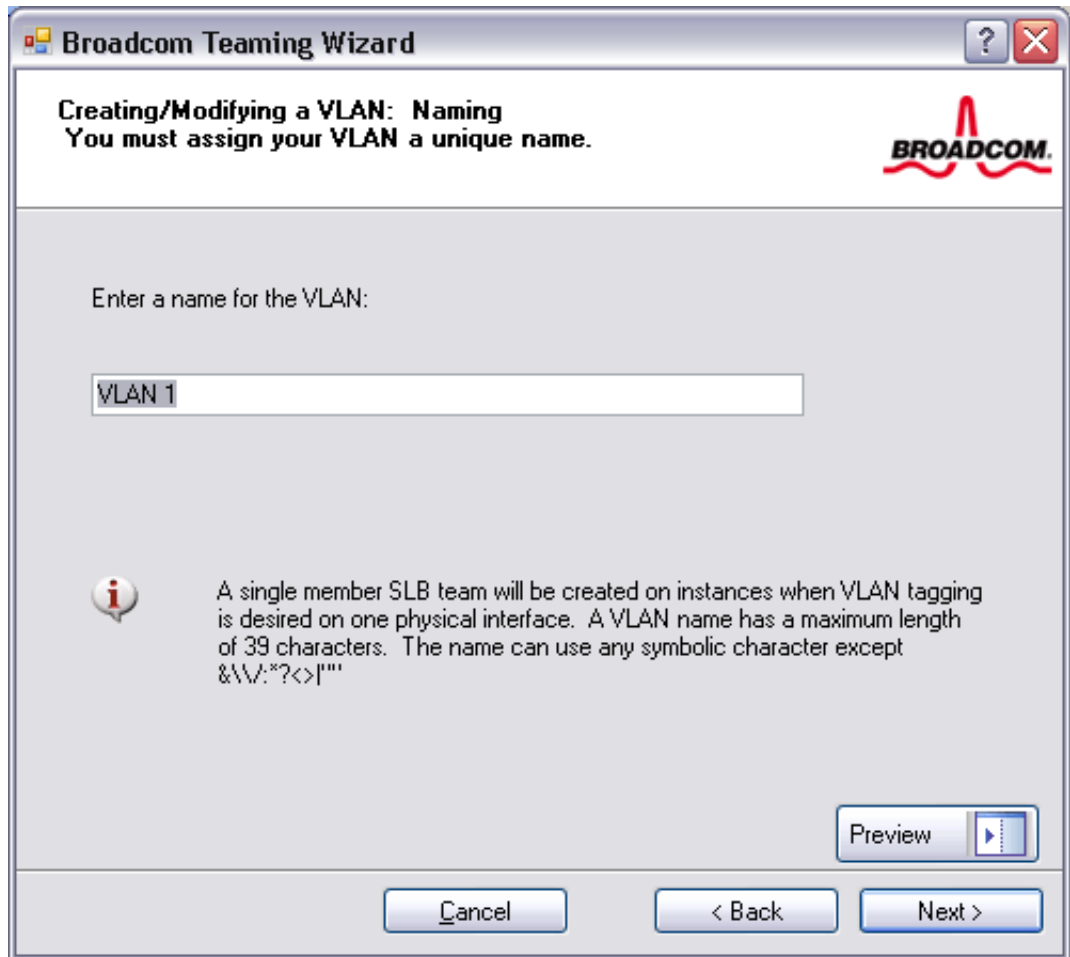 Broadcom Teaming Wizard
?
Creating/Modifying a VLAN: Naming
You must assign your VLAN a unique name.
BROADCOM.
Enter a name for the VLAN:
VLAN 1
A single member SLB team will be created on instances when VLAN tagging
is desired on one physical interface. A VLAN name has a maximum length
of 39 characters. The name can use any symbolic character except
&\\/:*?<>|'"'
Preview
Cancel
< Back
Next >